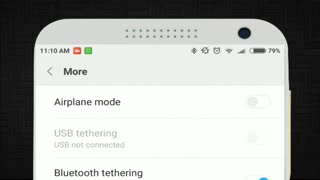 11:10 AM 79%
More
Airplane mode
USB tethering
USB not connected
Bluetooth tethering